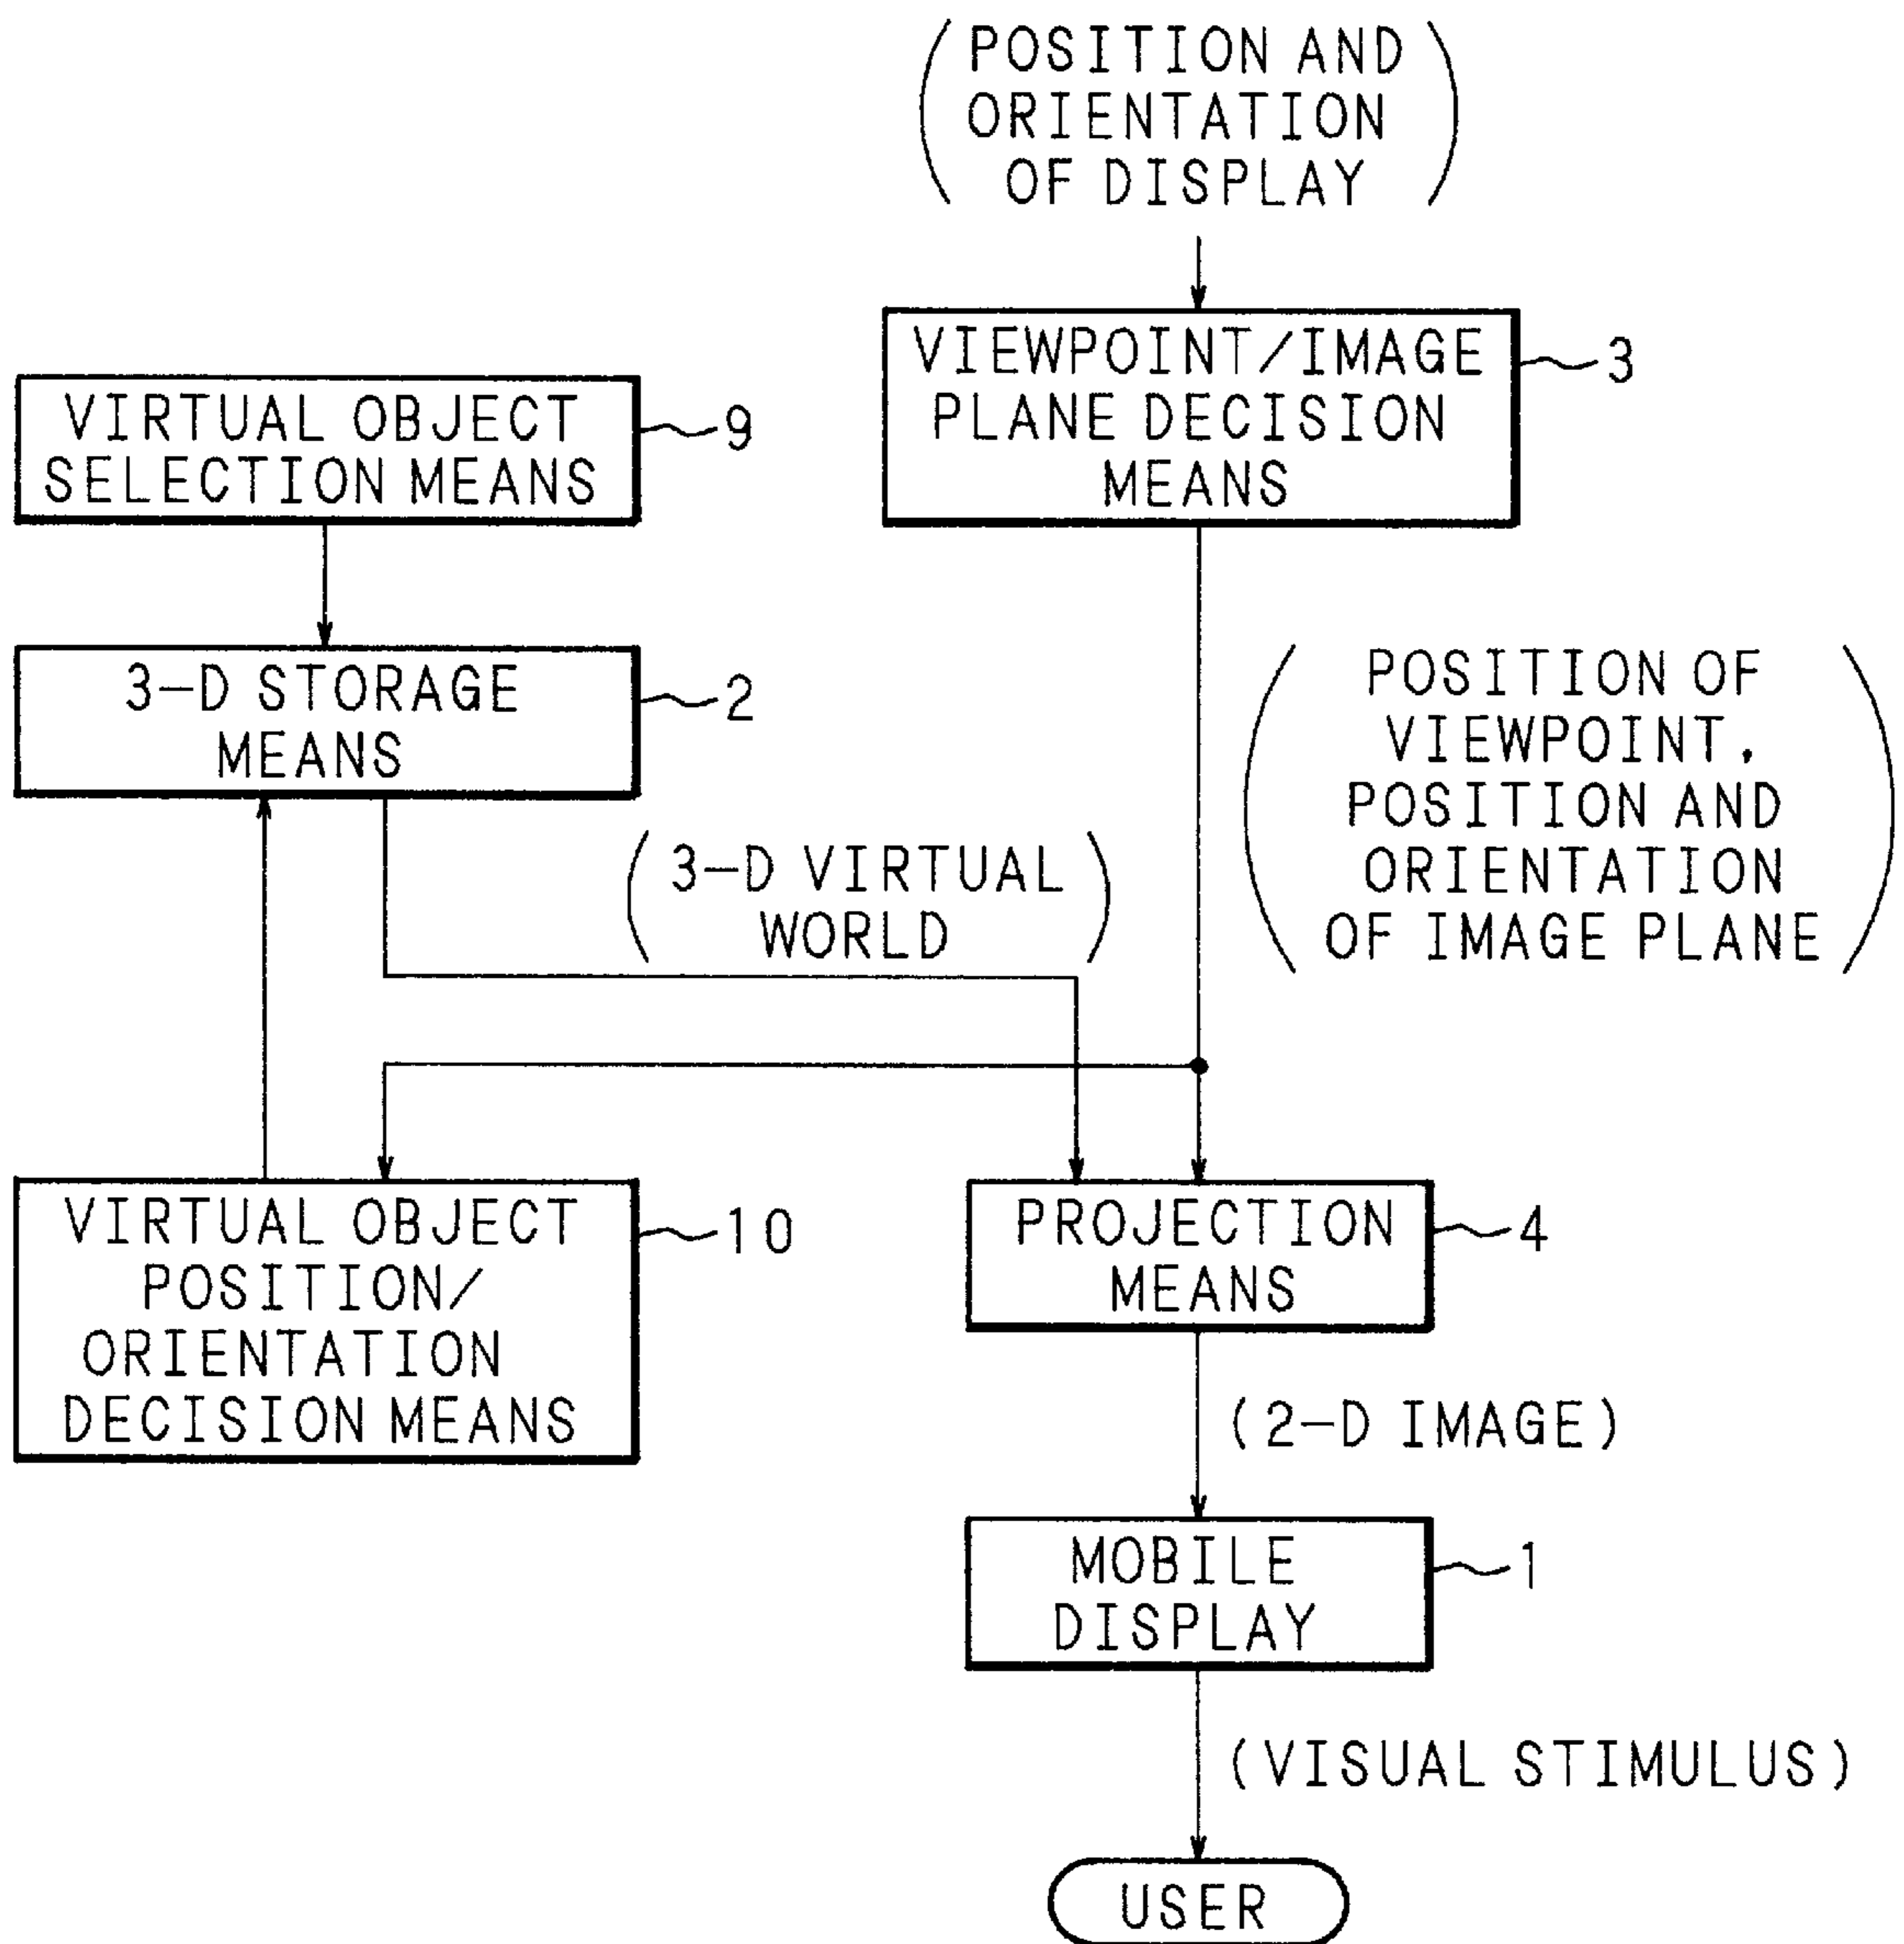 ( POSITION AND
ORIENTATION
OF DISPLAY )
VIEWPOINT/IMAGE
PLANE DECISION
MEANS
3
VIRTUAL OBJECT
SELECTION MEANS
9
3-D STORAGE
MEANS
2
( POSITION OF
VIEWPOINT,
POSITION AND
ORIENTATION
OF IMAGE PLANE )
( 3-D VIRTUAL
WORLD )
VIRTUAL OBJECT
POSITION/
ORIENTATION
DECISION MEANS
10
PROJECTION
MEANS
4
(2-D IMAGE)
MOBILE
DISPLAY
1
(VISUAL STIMULUS)
USER